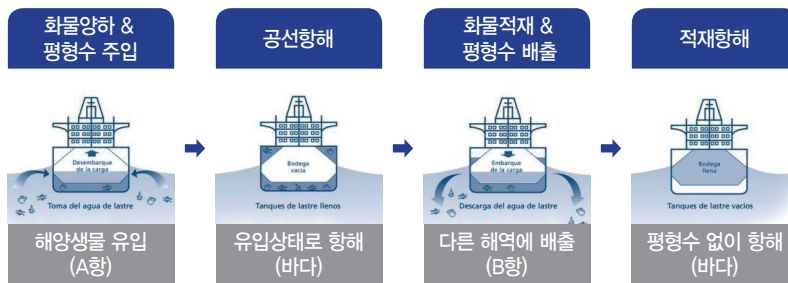 화물양하 &
평형수 주입
Desembarque
de la carga
Toma del agua de lastre
해양생물 유입
(A항)
공선항해
Bodega
vacía
Tanques de lastre llenos
유입상태로 항해
(바다)
화물적재 &
평형수 배출
Embarque
de la carga
Descarga del agua de lastre
다른 해역에 배출
(B항)
적재항해
Bodega
llena
Tanques de lastre vacíos
평형수 없이 항해
(바다)